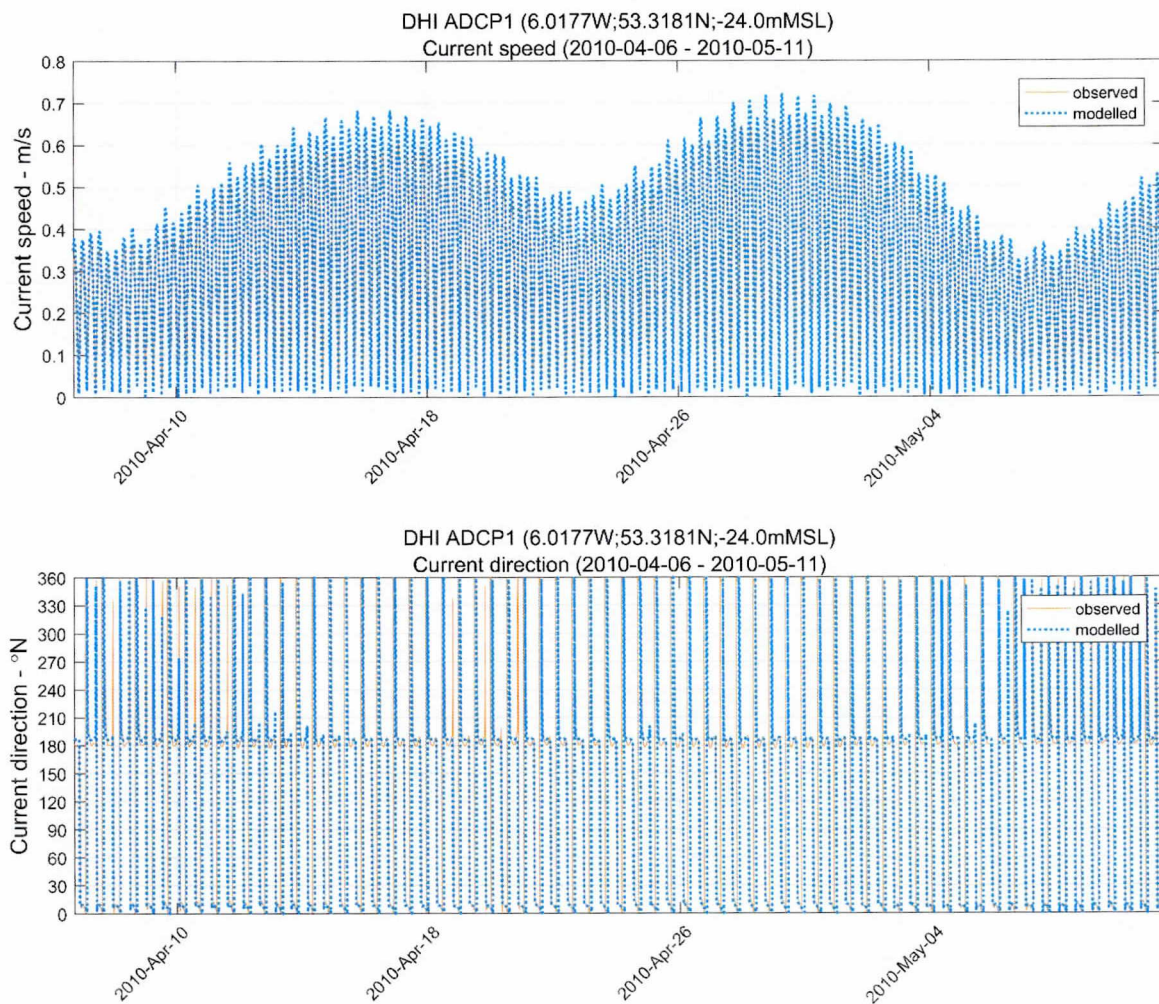 DHI ADCP1 (6.0177W;53.3181N;-24.0mMSL)
Current speed (2010-04-06 - 2010-05-11)
0.8
0.7
0.6
0.5
0.4
0.3
0.2
0.1
0
Current speed - m/s
observed
modelled
2010-Apr-10
2010-Apr-18
2010-Apr-26
2010-May-04
DHI ADCP1 (6.0177W;53.3181N;-24.0mMSL)
Current direction (2010-04-06 - 2010-05-11)
360
330
300
270
240
210
180
150
120
90
60
30
0
Current direction - °N
observed
modelled
2010-Apr-10
2010-Apr-18
2010-Apr-26
2010-May-04